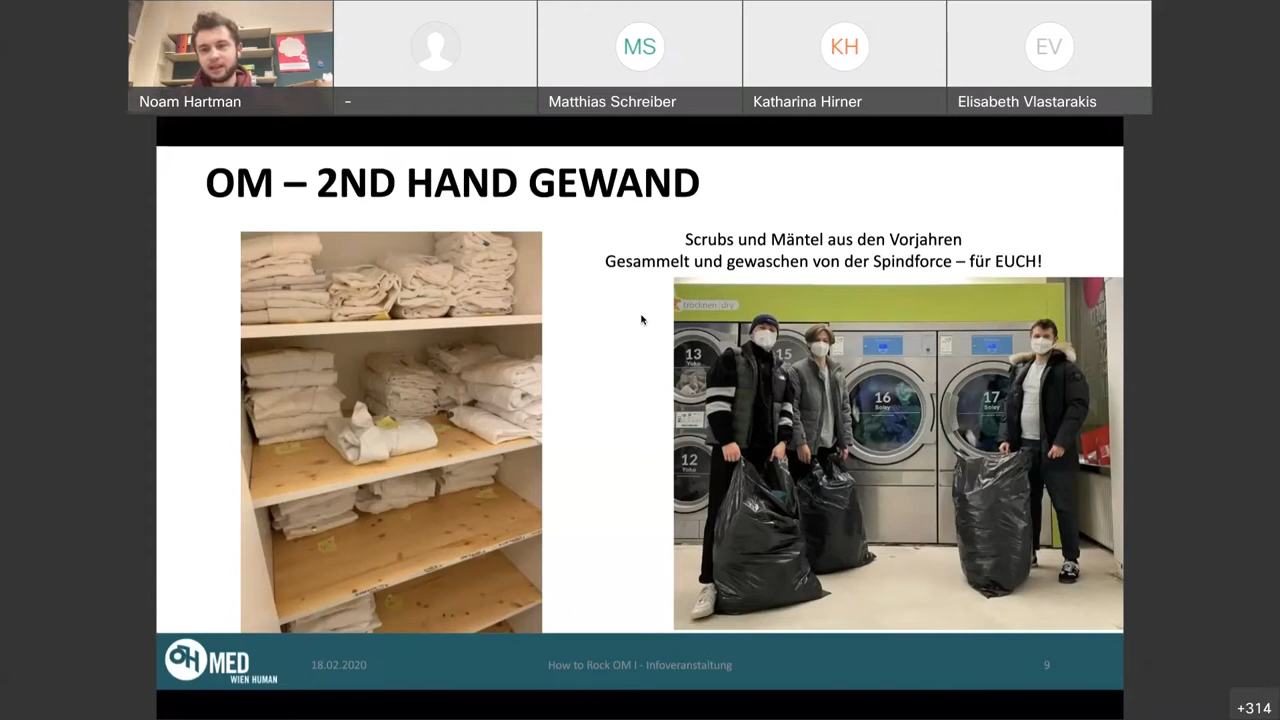 MS
KH
EV
Noam Hartman
-
Matthias Schreiber
Katharina Hirner
Elisabeth Vlastarakis
OM – 2ND HAND GEWAND
Scrubs und Mäntel aus den Vorjahren
Gesammelt und gewaschen von der Spindforce – für EUCH!
trocknen|dry
13
15
16
17
12
ÖH MED
WIEN HUMAN
18.02.2020
How to Rock OM I - Infoveranstaltung
9
+314